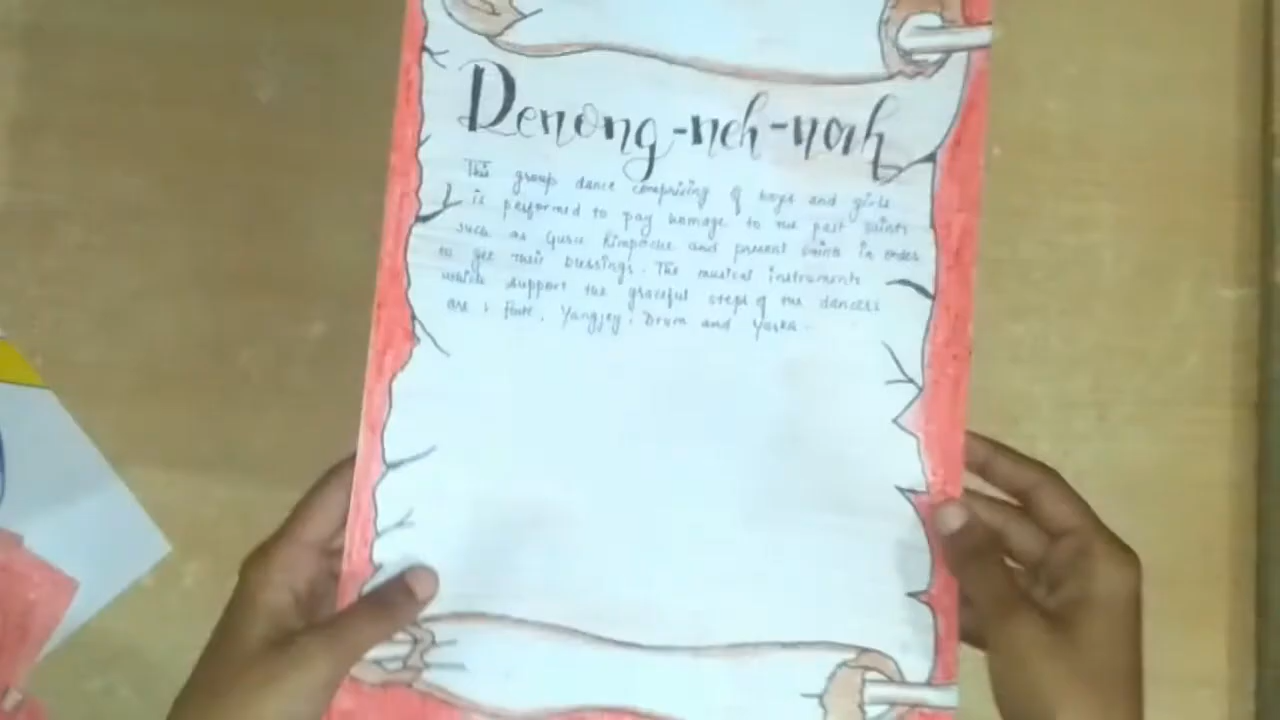 Denong-neh-nah
This group dance comprising of boys and girls
is performed to pay homage to the past saints
such as Guru Rimpoche and present saints in order
to get their blessings. The musical instruments
which support the graceful steps of the dancers
are : Flute, Yangjey, Drum and Yarka.